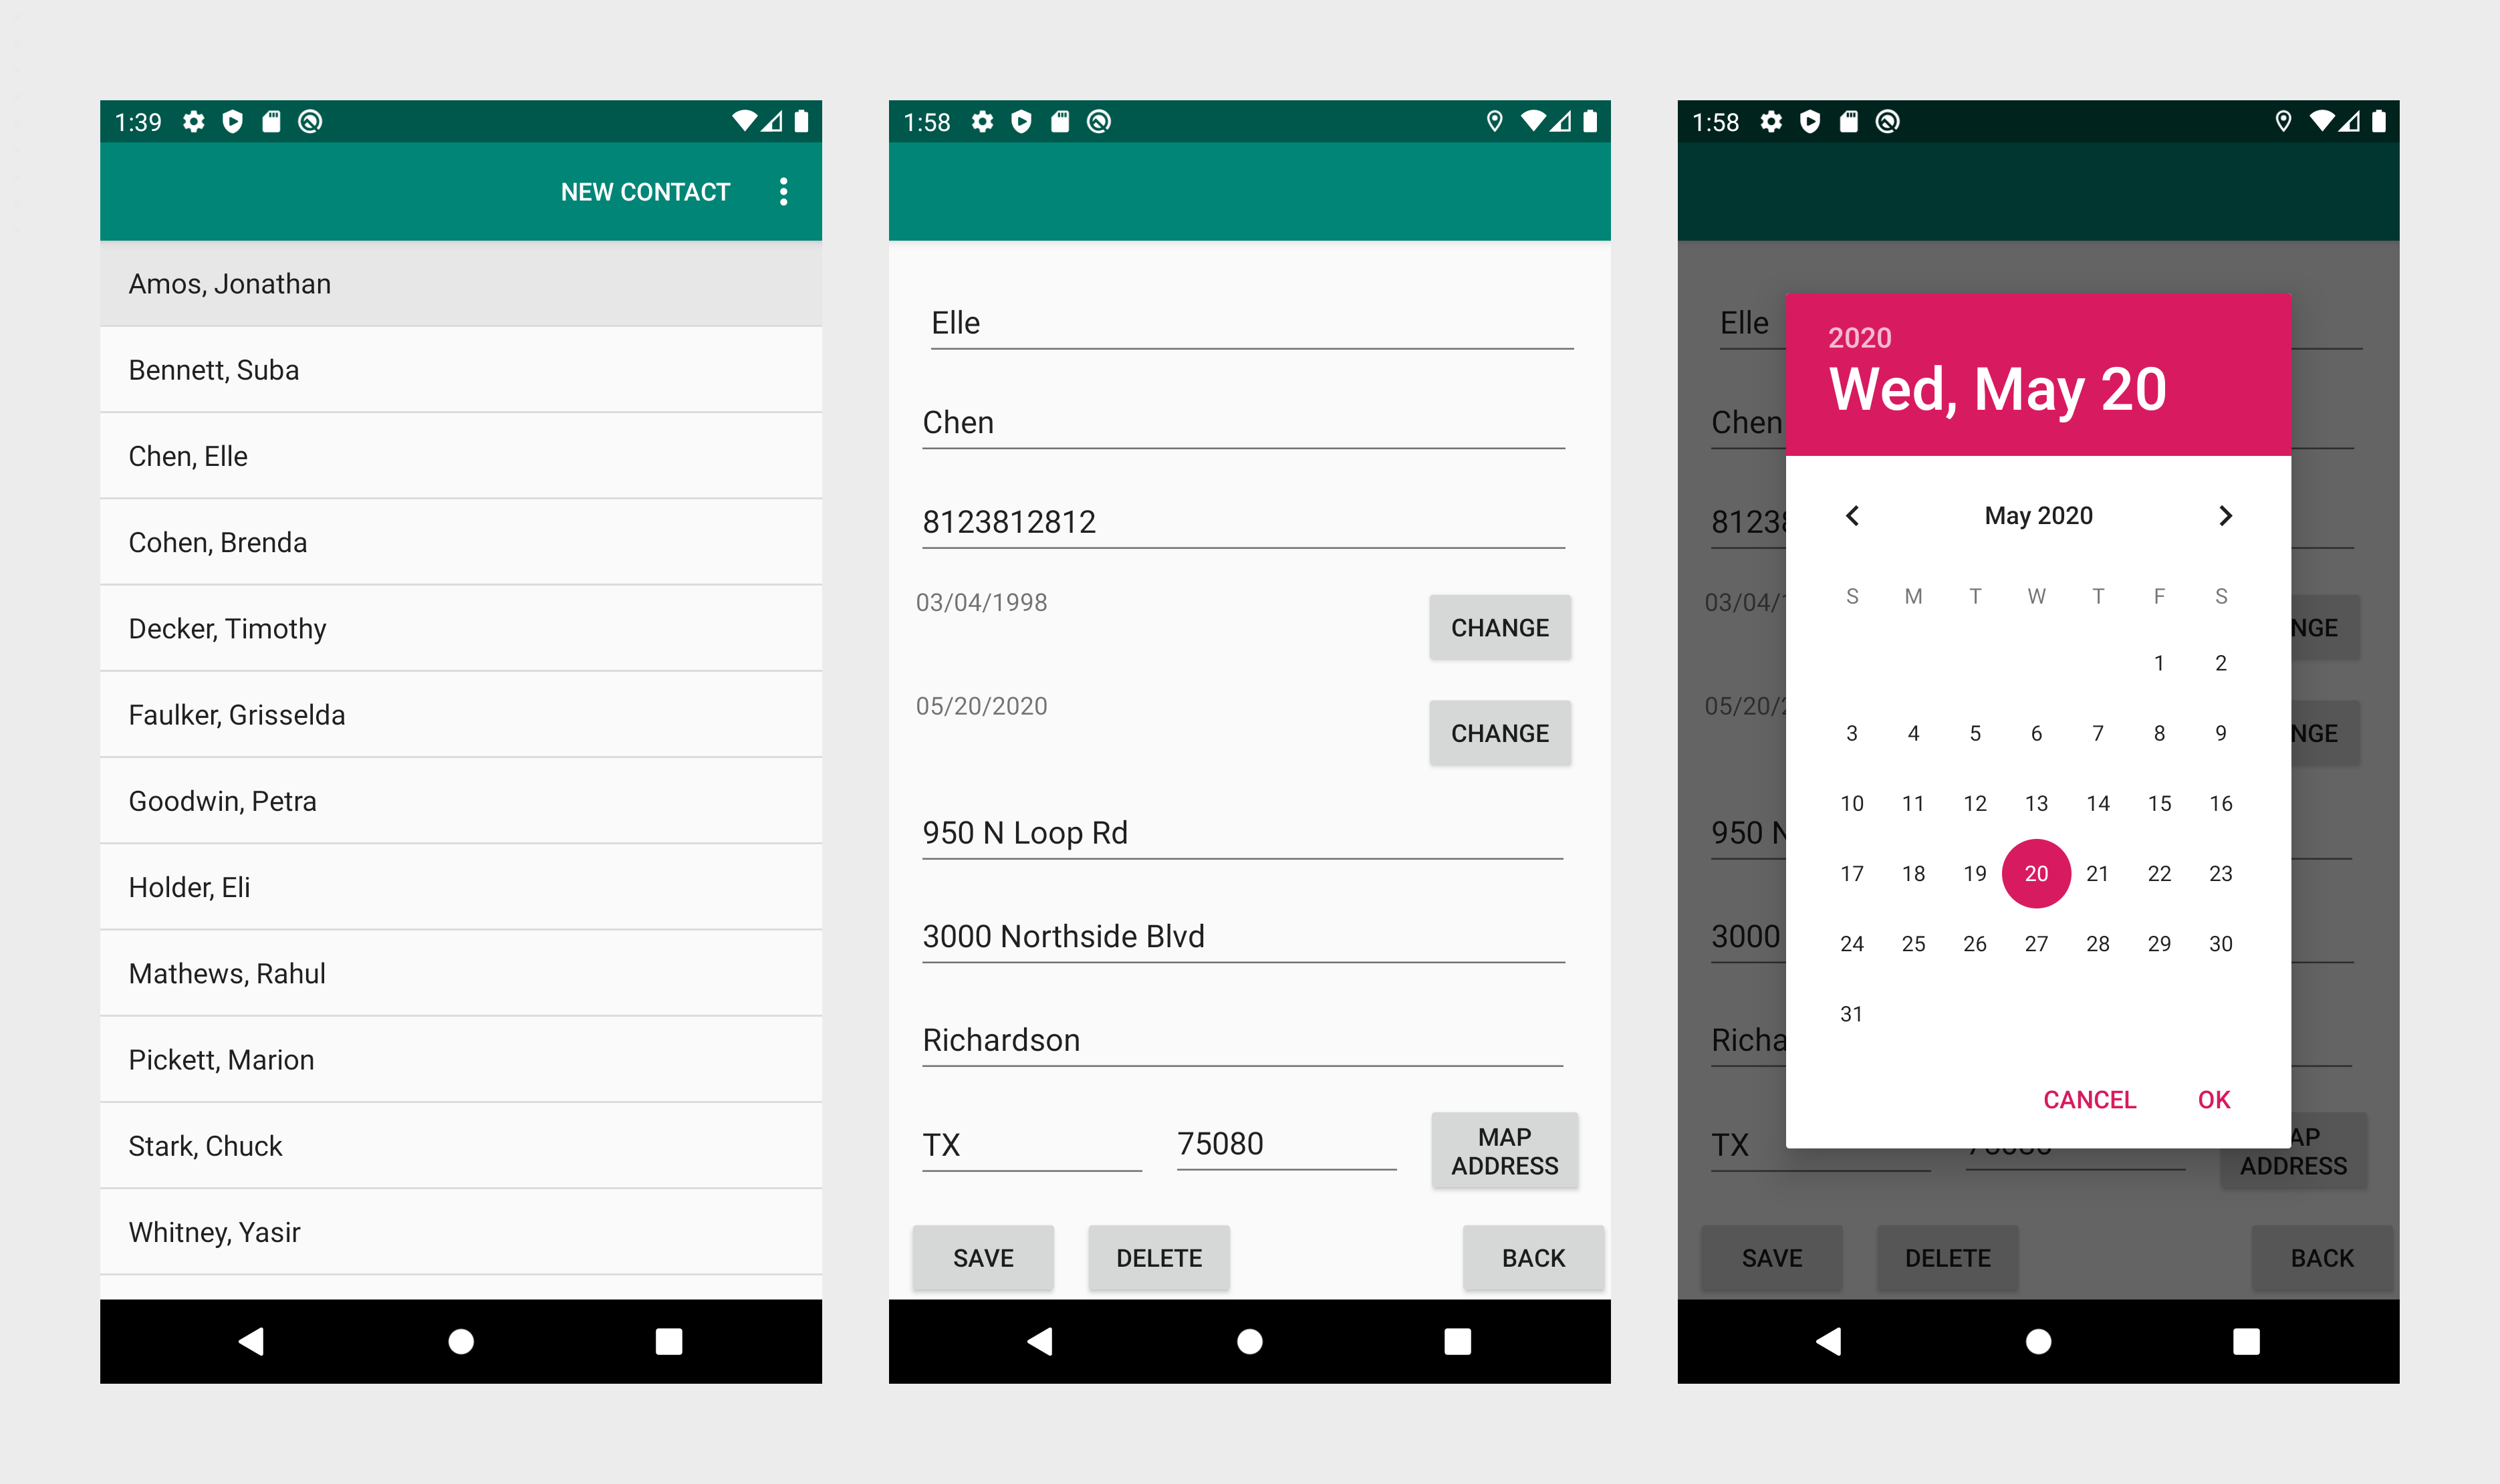 1:39
NEW CONTACT
Amos, Jonathan
Bennett, Suba
Chen, Elle
Cohen, Brenda
Decker, Timothy
Faulker, Grisselda
Goodwin, Petra
Holder, Eli
Mathews, Rahul
Pickett, Marion
Stark, Chuck
Whitney, Yasir
1:58
Elle
Chen
8123812812
03/04/1998
CHANGE
05/20/2020
CHANGE
950 N Loop Rd
3000 Northside Blvd
Richardson
TX 75080 MAP
ADDRESS
SAVE DELETE BACK
1:58
Elle
2020
Wed, May 20
Chen
May 2020
8123
S M T W T F S
03/04/ NGE
1 2
05/20/ NGE
3 4 5 6 7 8 9
10 11 12 13 14 15 16
950 N
17 18 19 20 21 22 23
3000
24 25 26 27 28 29 30
31
Richa
CANCEL OK
TX AP
ADDRESS
SAVE DELETE BACK